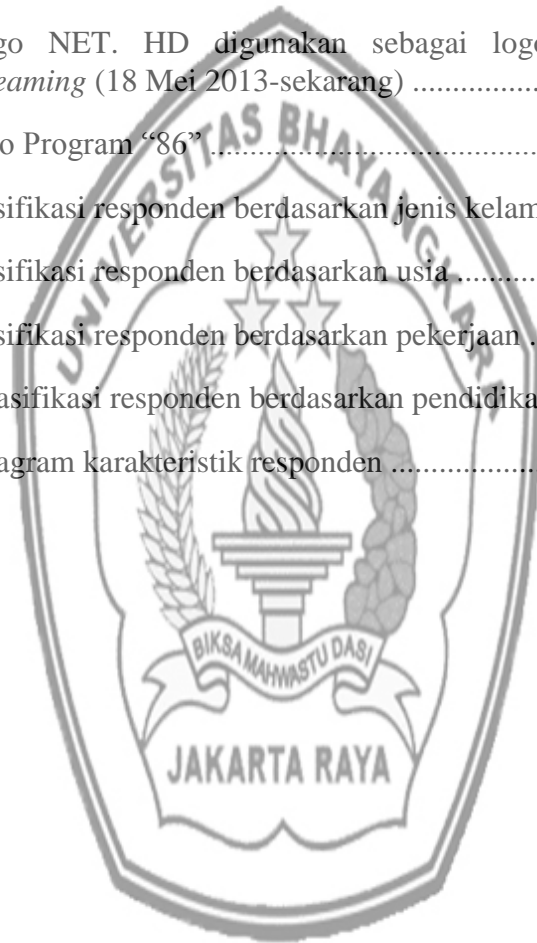 go NET. HD digunakan sebagai logo
eaming (18 Mei 2013-sekarang) ..................
o Program “86” .......................................
sifikasi responden berdasarkan jenis kelam
sifikasi responden berdasarkan usia ..........
sifikasi responden berdasarkan pekerjaan .
asifikasi responden berdasarkan pendidika
agram karakteristik responden ...................
UNIVERSITAS BHAYANGKARA
BIKSA MAHWASTU DASI
JAKARTA RAYA